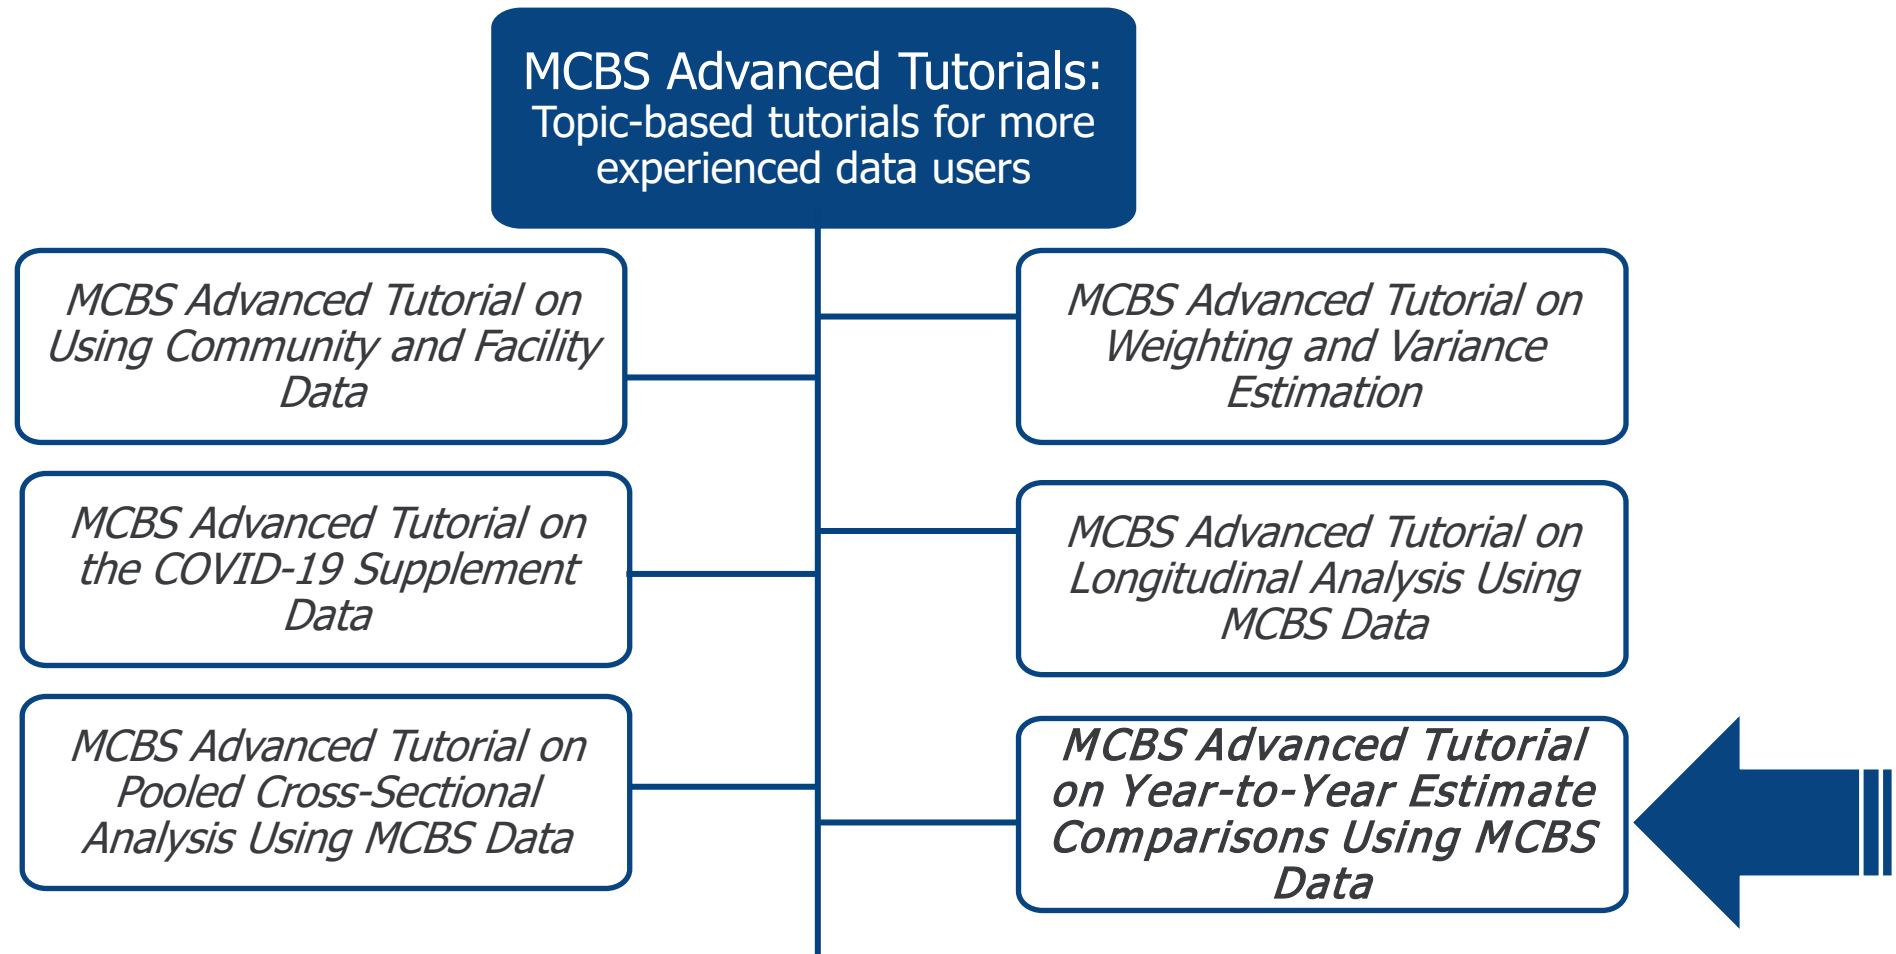 MCBS Advanced Tutorials:
Topic-based tutorials for more
experienced data users
MCBS Advanced Tutorial on
Using Community and Facility
Data
MCBS Advanced Tutorial on
Weighting and Variance
Estimation
MCBS Advanced Tutorial on
the COVID-19 Supplement
Data
MCBS Advanced Tutorial on
Longitudinal Analysis Using
MCBS Data
MCBS Advanced Tutorial on
Pooled Cross-Sectional
Analysis Using MCBS Data
MCBS Advanced Tutorial
on Year-to-Year Estimate
Comparisons Using MCBS
Data